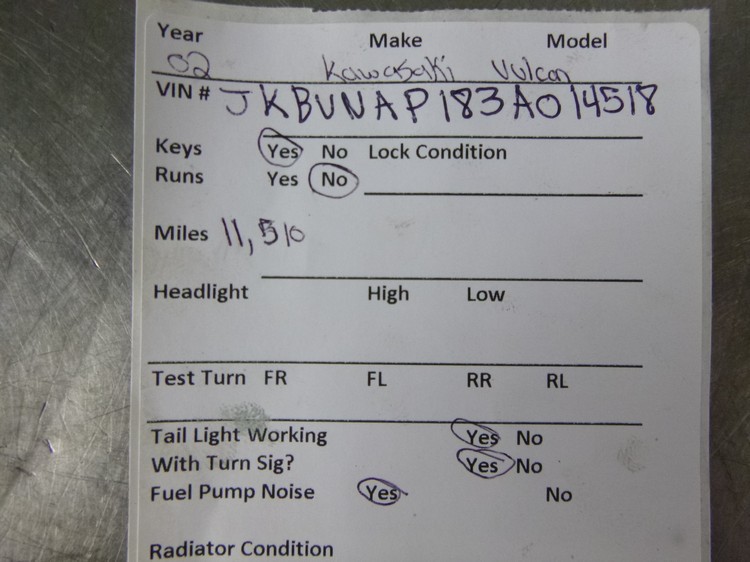 Year Make Model
02 Kawasaki Vulcan
VIN # JKBVNAP183A014518
Keys Yes No Lock Condition
Runs Yes No
Miles 11,510
Headlight High Low
Test Turn FR FL RR RL
Tail Light Working Yes No
With Turn Sig? Yes No
Fuel Pump Noise Yes No
Radiator Condition